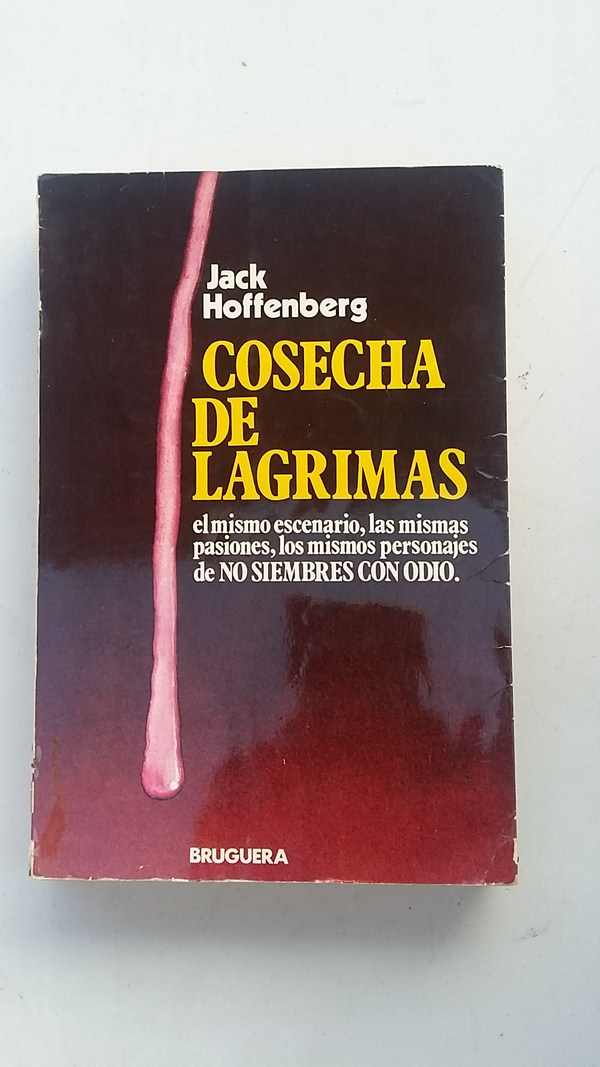 Jack
Hoffenberg
COSECHA
DE
LAGRIMAS
el mismo escenario, las mismas
pasiones, los mismos personajes
de NO SIEMBRES CON ODIO.
BRUGUERA